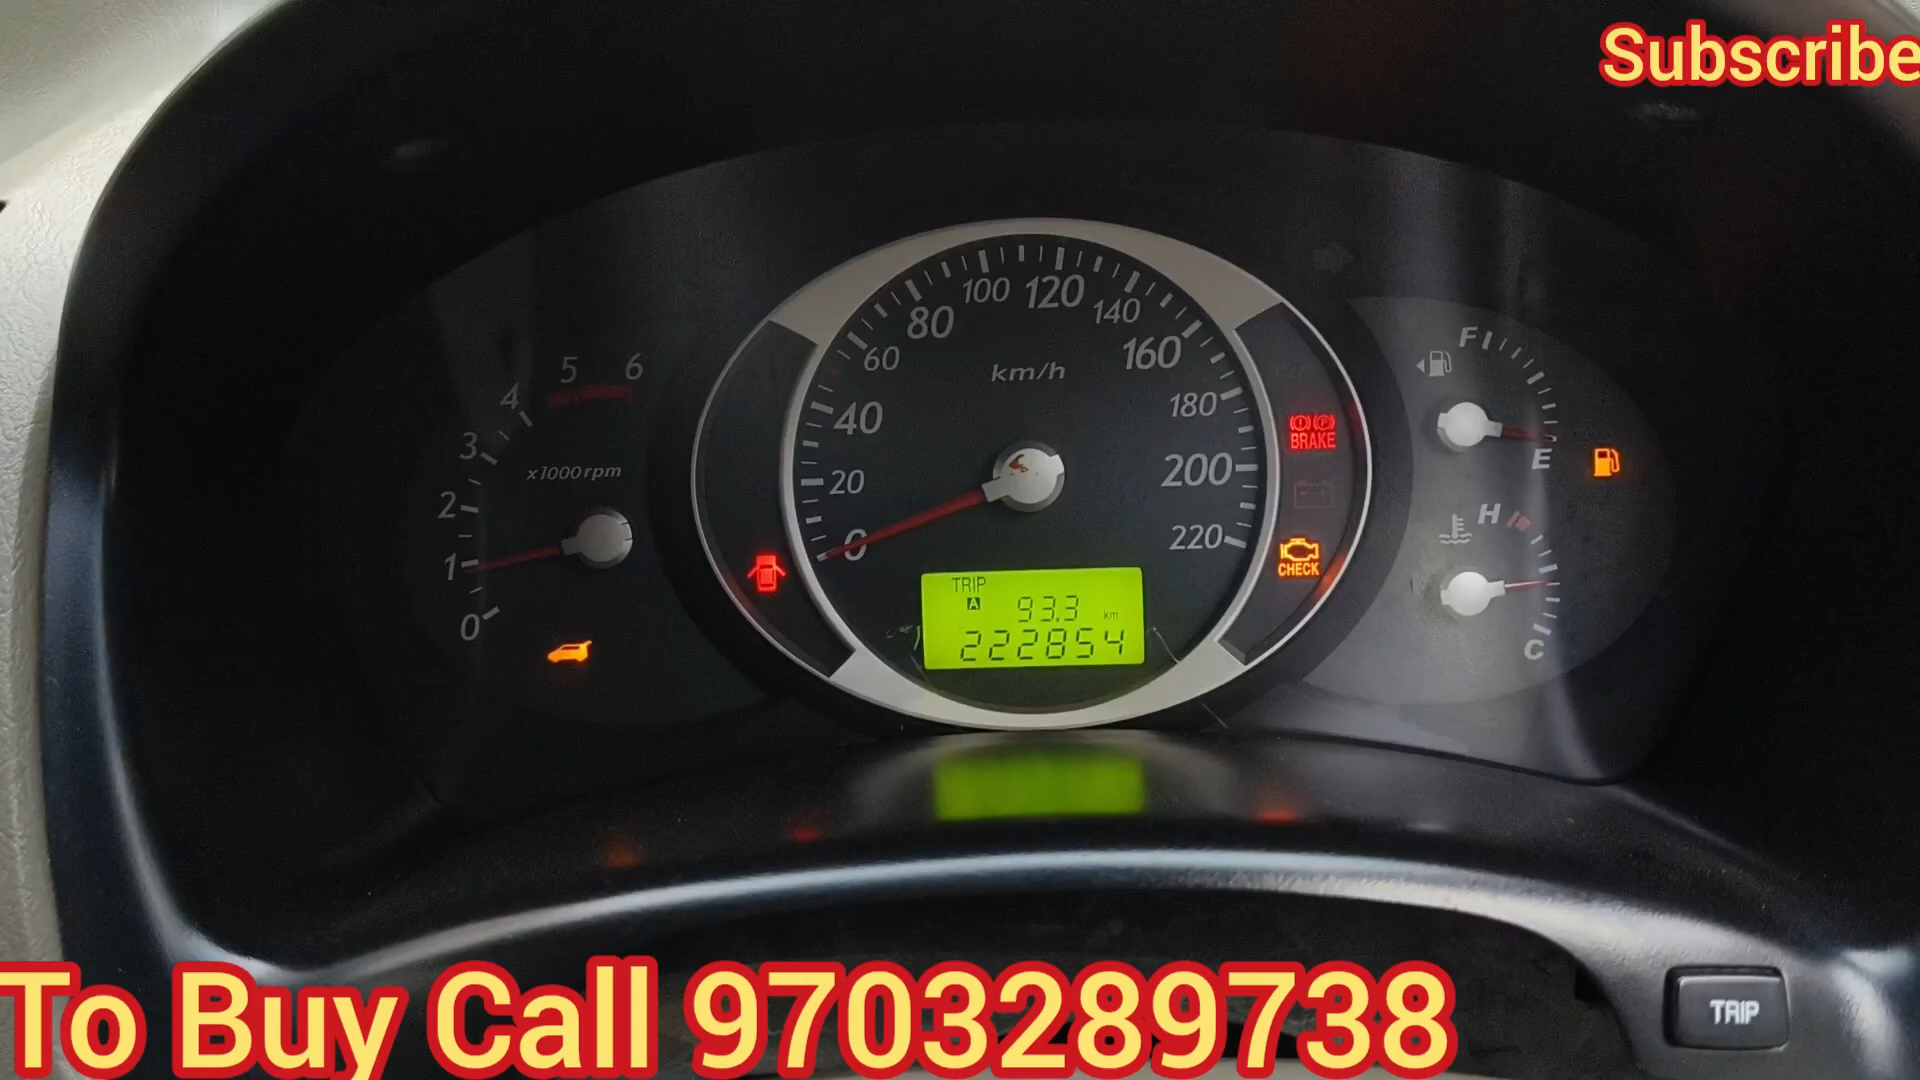 Subscribe
6
5
4
3
2
1
0
x1000rpm
0
20
40
60
80
100
120
140
160
180
200
220
km/h
TRIP
A 93.3 km
222854
BRAKE
CHECK
F
E
H
C
To Buy Call 9703289738
TRIP